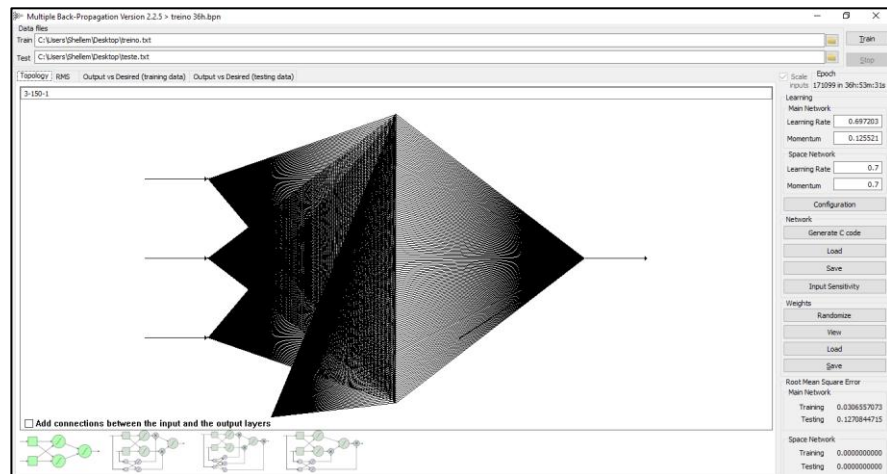 Multiple Back-Propagation Version 2.2.5 > treino 36h.bpn
Data files
Train C:\Users\Shellem\Desktop\treino.txt
Train
Test C:\Users\Shellem\Desktop\teste.txt
Stop
Topology RMS Output vs Desired (training data) Output vs Desired (testing data)
Scale inputs
Epoch
171099 in 36h:53m:31s
3-150-1
Learning
Main Network
Learning Rate 0.697203
Momentum 0.125521
Space Network
Learning Rate 0.7
Momentum 0.7
Configuration
Network
Generate C code
Load
Save
Input Sensitivity
Weights
Randomize
View
Load
Save
Root Mean Square Error
Main Network
Training 0.0306557073
Testing 0.1270844715
Space Network
Training 0.0000000000
Testing 0.0000000000
Add connections between the input and the output layers